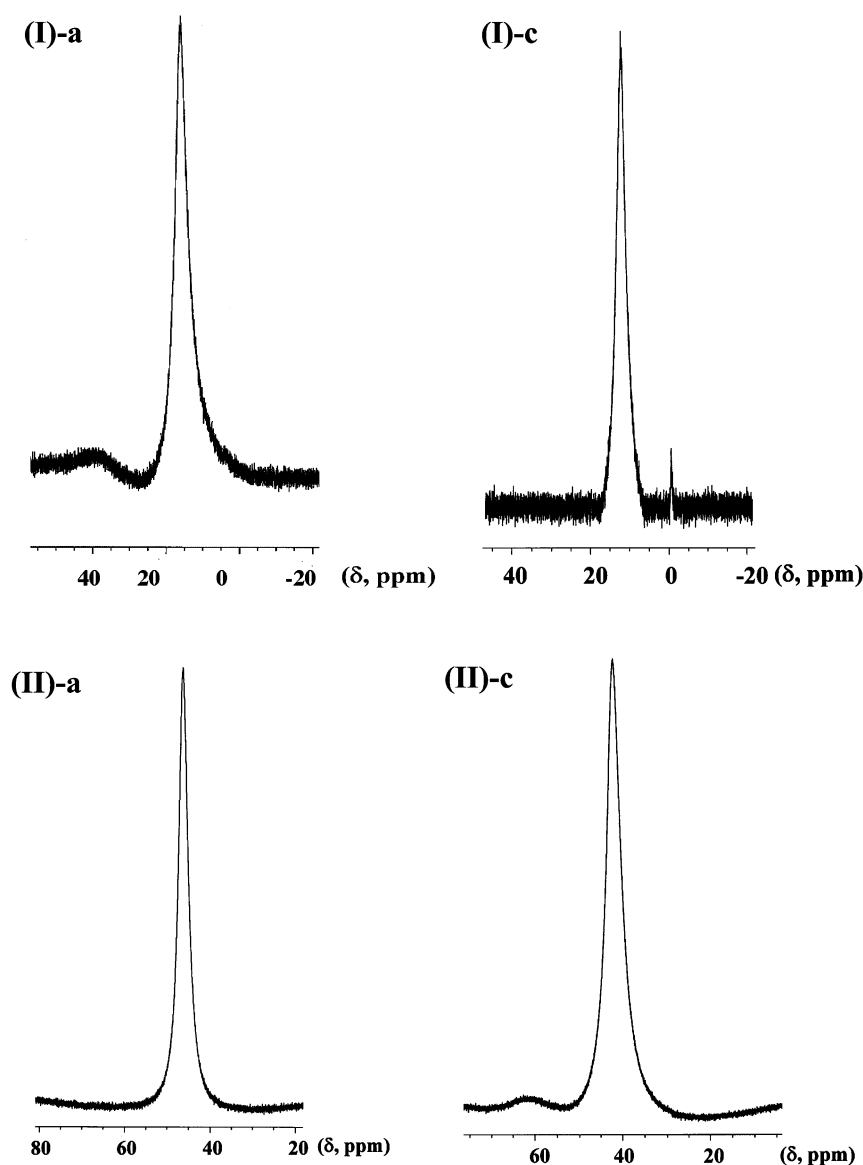 (I)-a
(I)-c
40 20 0 -20 (δ, ppm)
40 20 0 -20 (δ, ppm)
(II)-a
(II)-c
80 60 40 20 (δ, ppm)
60 40 20 (δ, ppm)